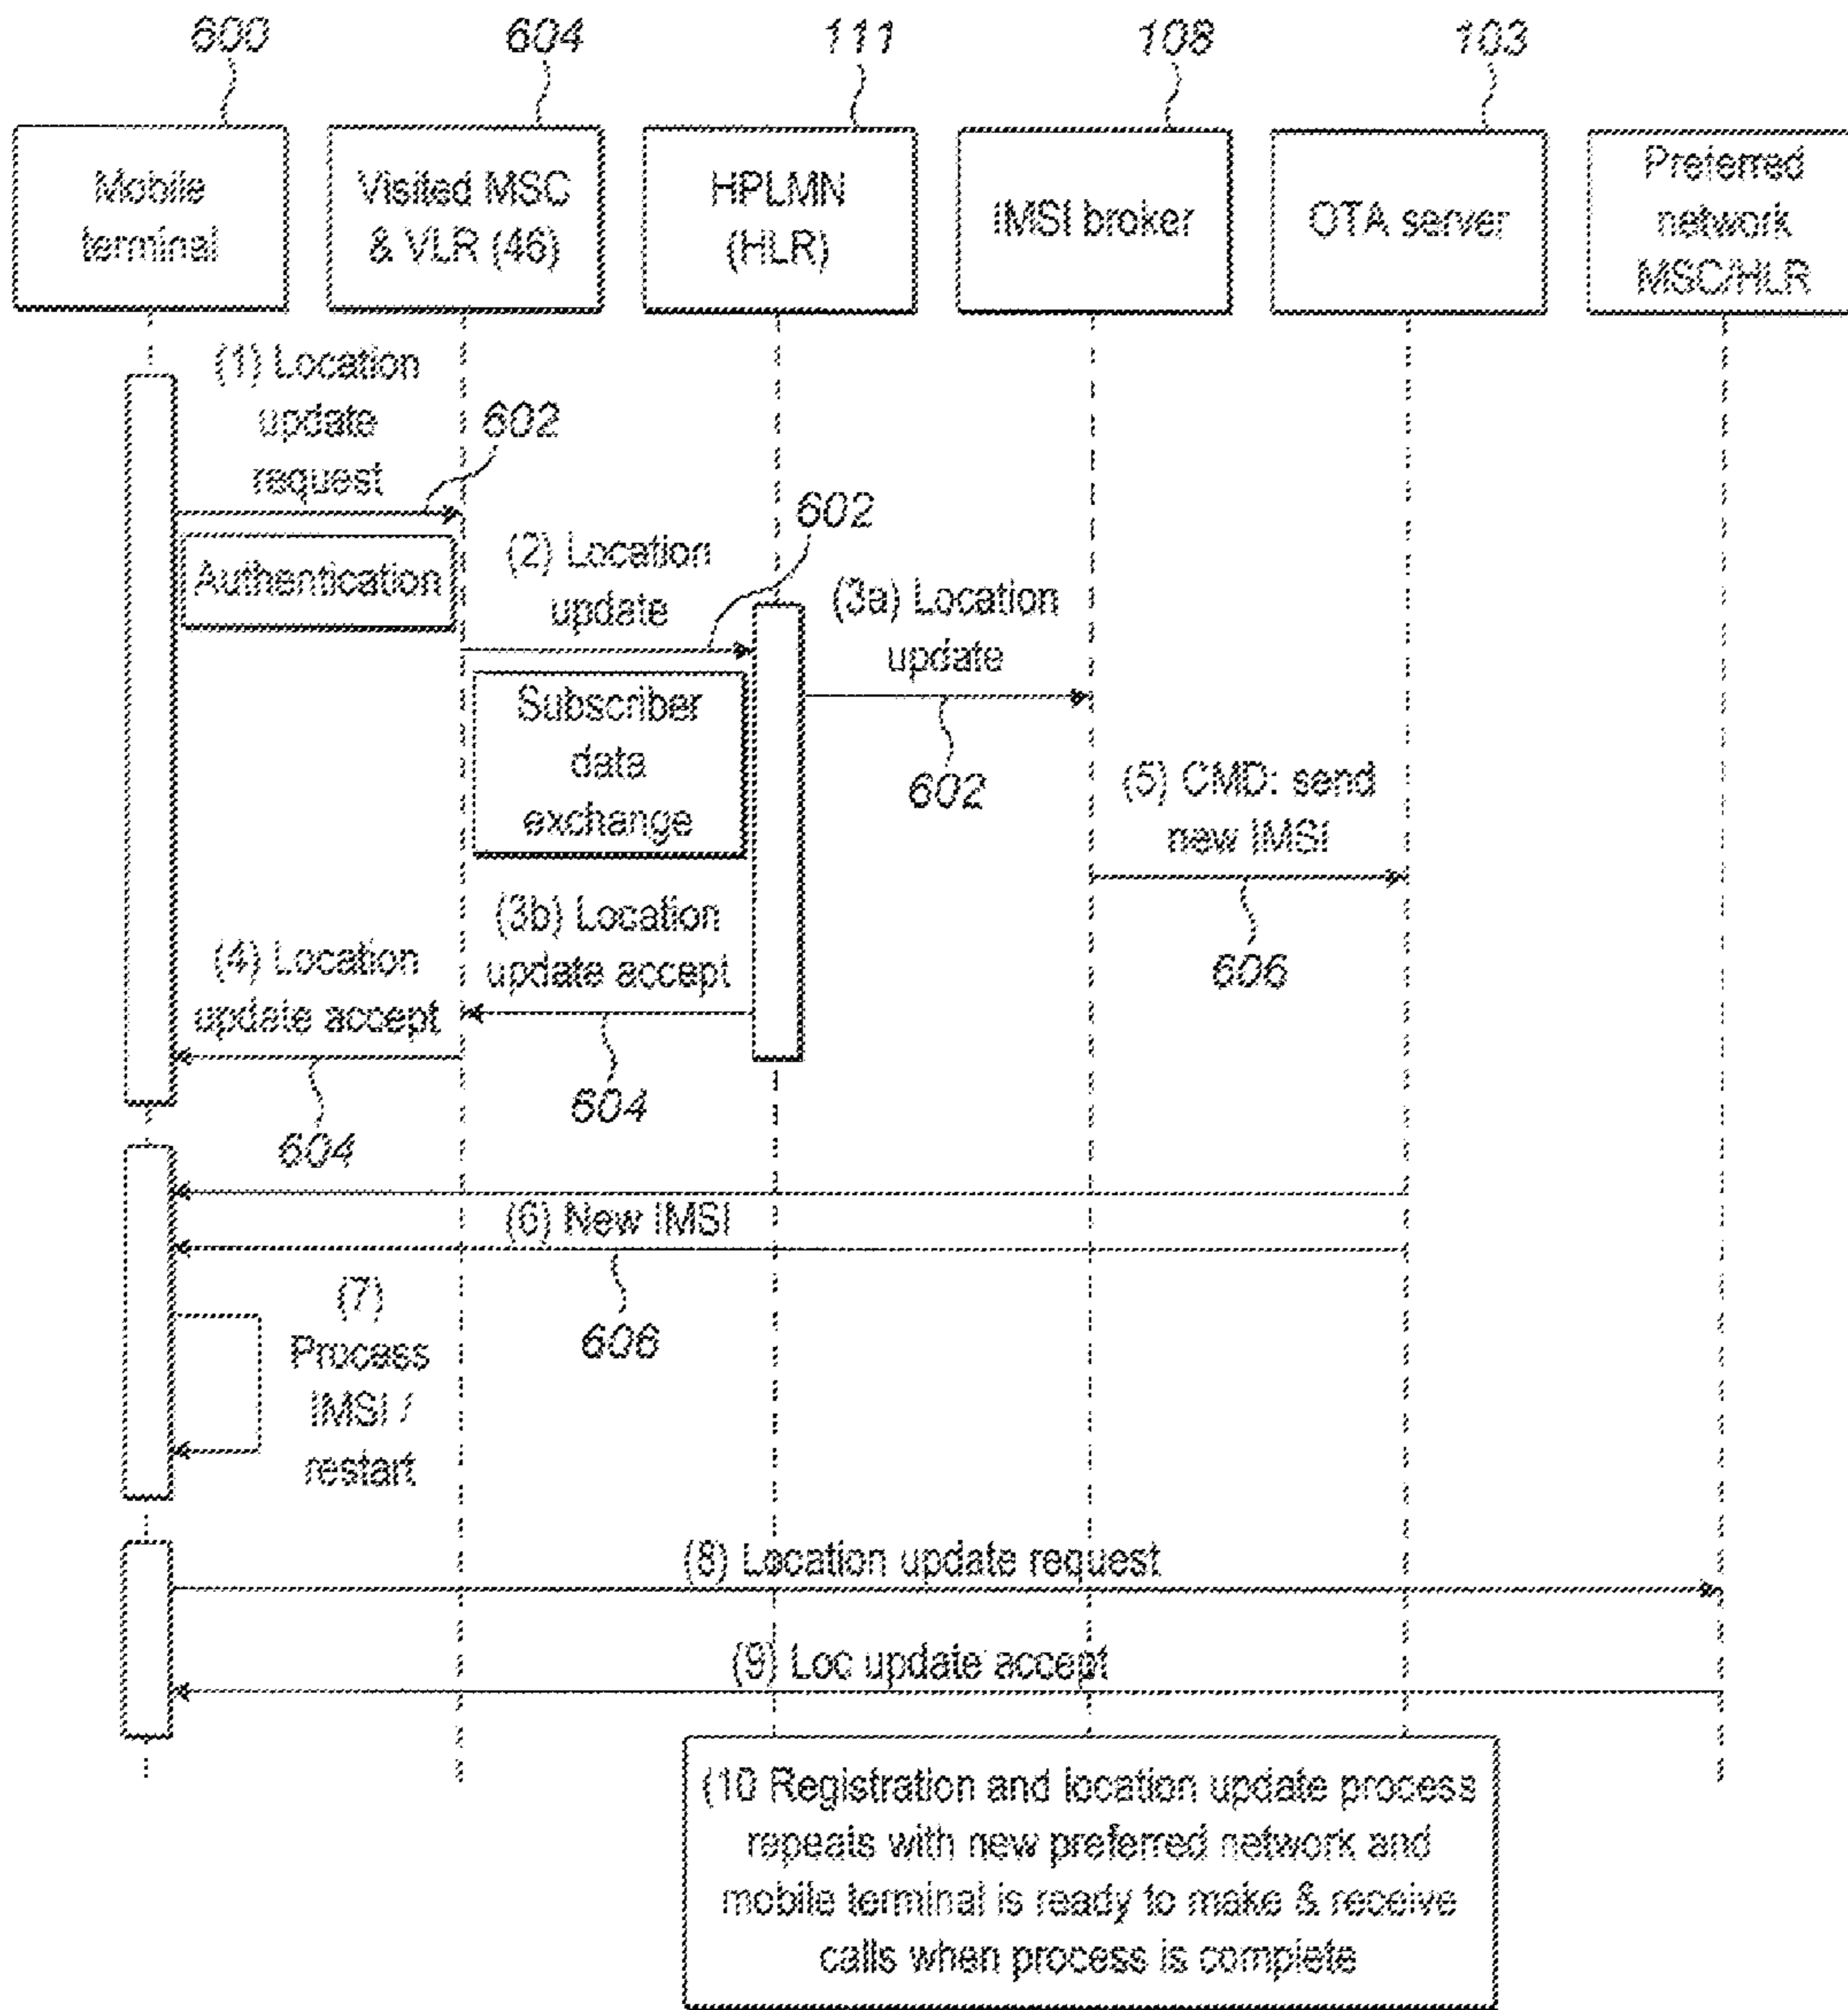 600
604
111
108
103
Mobile
terminal
Visited MSC
& VLR (46)
HPLMN
(HLR)
IMSI broker
OTA server
Preferred
network
MSC/HLR
(1) Location
update
request
602
Authentication
(2) Location
update
602
(3a) Location
update
602
Subscriber
data
exchange
(5) CMD: send
new IMSI
606
(3b) Location
update accept
604
(4) Location
update accept
604
(6) New IMSI
606
(7)
Process
IMSI /
restart
(8) Location update request
(9) Loc update accept
(10 Registration and location update process
repeats with new preferred network and
mobile terminal is ready to make & receive
calls when process is complete